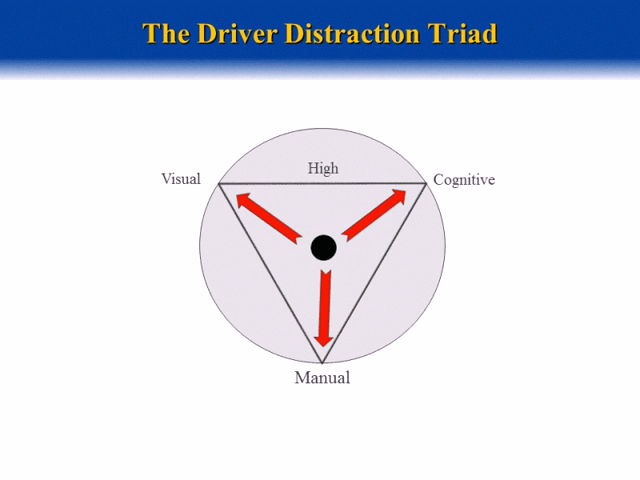 The Driver Distraction Triad
High
Visual
Cognitive
Manual